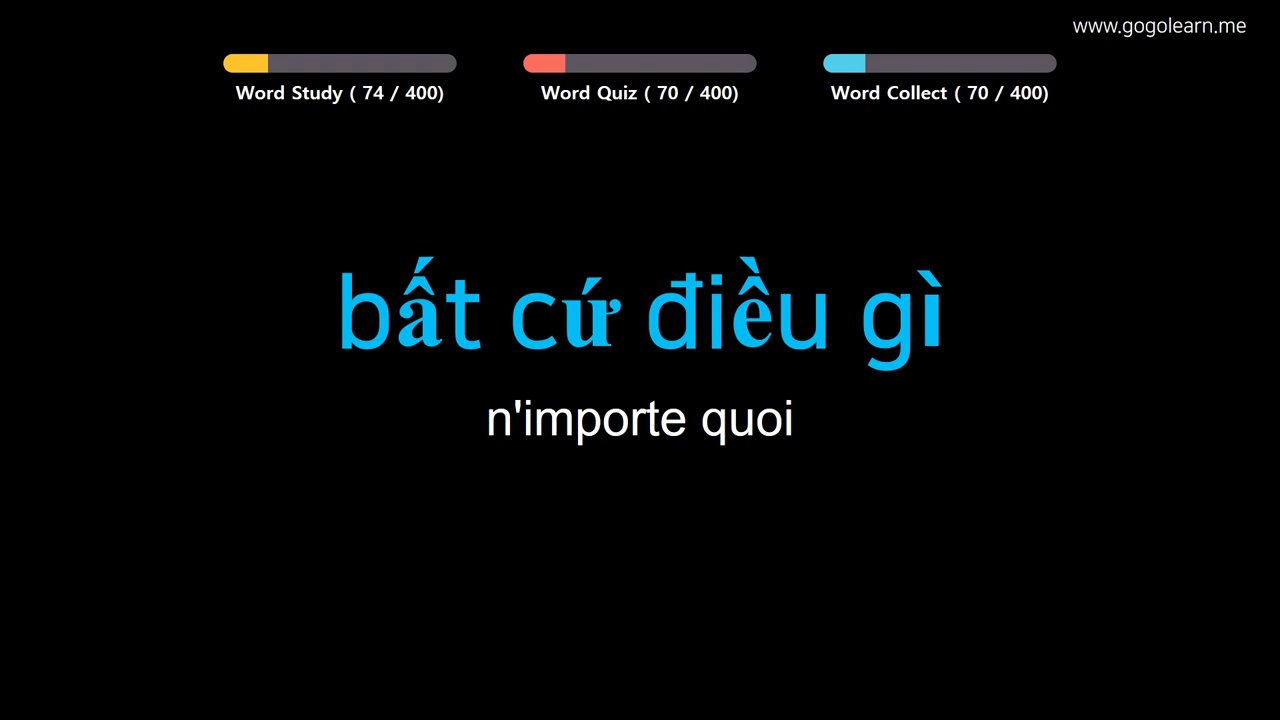 www.gogolearn.me
Word Study ( 74 / 400)
Word Quiz ( 70 / 400)
Word Collect ( 70 / 400)
bất cứ điều gì
n'importe quoi